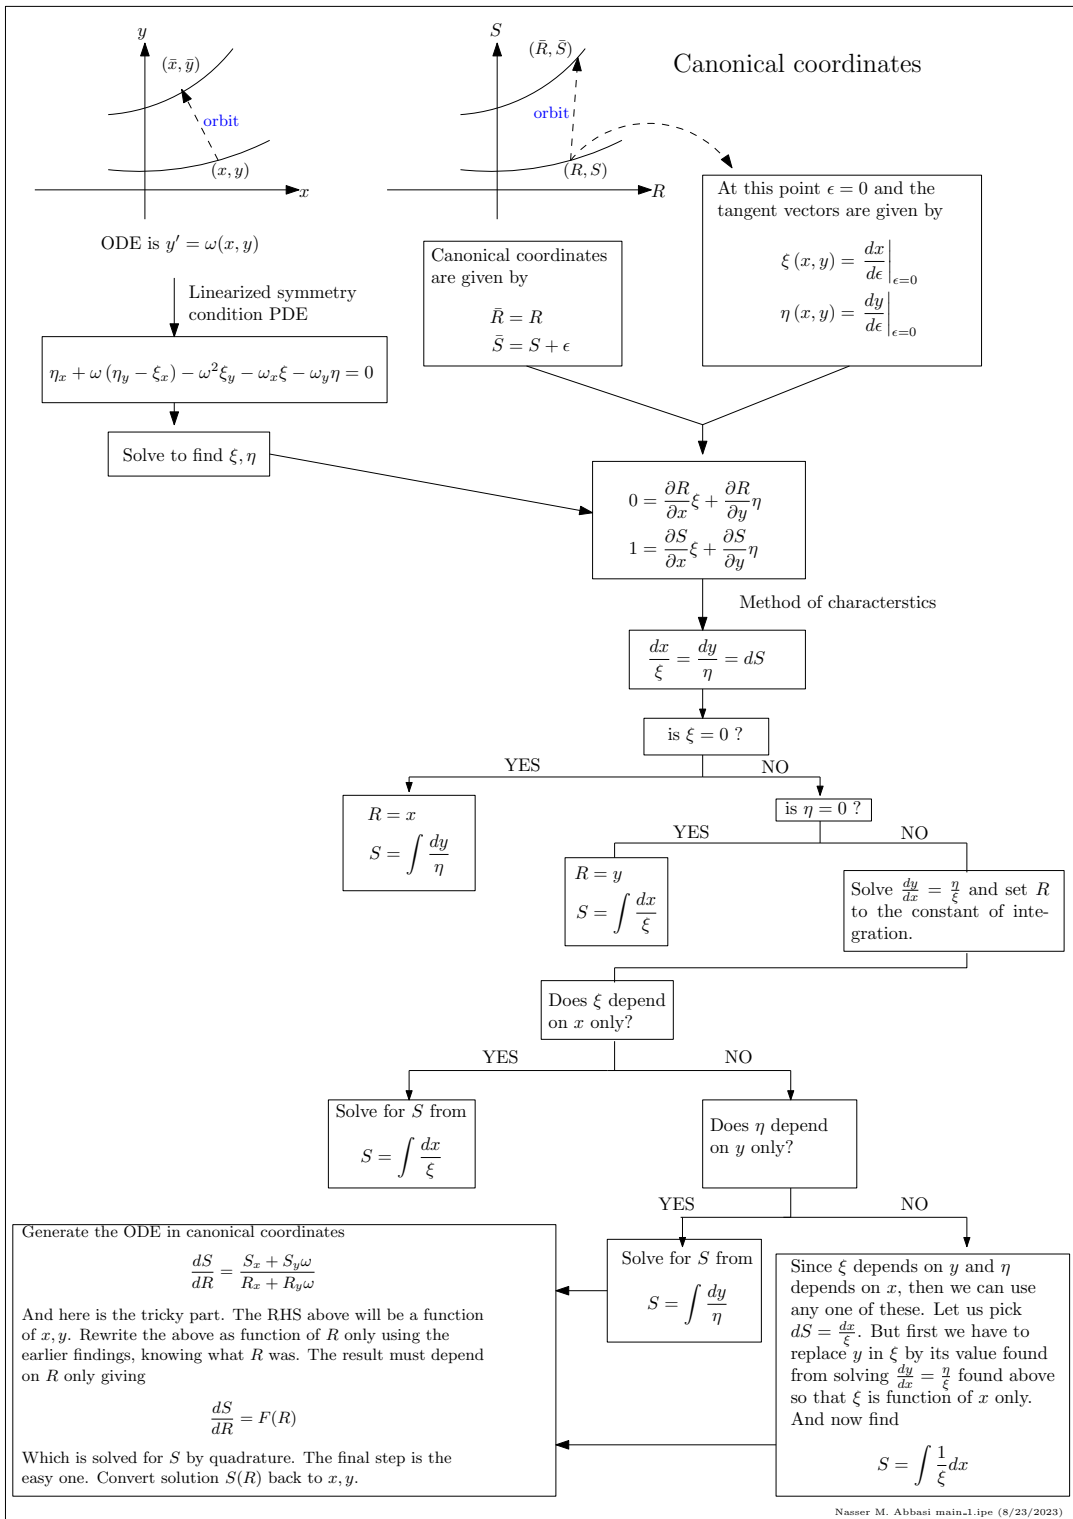 Canonical coordinates
y
(x̄, ȳ)
orbit
(x, y)
x
S
(R̄, S̄)
orbit
(R, S)
R
ODE is y′ = ω(x, y)
Linearized symmetry
condition PDE
η_x + ω (η_y − ξ_x) − ω²ξ_y − ω_xξ − ω_yη = 0
Solve to find ξ, η
Canonical coordinates
are given by
R̄ = R
S̄ = S + ϵ
At this point ϵ = 0 and the
tangent vectors are given by
ξ (x, y) = dx/dϵ |_{ϵ=0}
η (x, y) = dy/dϵ |_{ϵ=0}
0 = ∂R/∂x ξ + ∂R/∂y η
1 = ∂S/∂x ξ + ∂S/∂y η
Method of characterstics
dx/ξ = dy/η = dS
is ξ = 0 ?
YES
NO
R = x
S = ∫ dy/η
is η = 0 ?
YES
NO
R = y
S = ∫ dx/ξ
Solve dy/dx = η/ξ and set R
to the constant of inte-
gration.
Does ξ depend
on x only?
YES
NO
Solve for S from
S = ∫ dx/ξ
Does η depend
on y only?
YES
NO
Solve for S from
S = ∫ dy/η
Since ξ depends on y and η
depends on x, then we can use
any one of these. Let us pick
dS = dx/ξ. But first we have to
replace y in ξ by its value found
from solving dy/dx = η/ξ found above
so that ξ is function of x only.
And now find
S = ∫ 1/ξ dx
Generate the ODE in canonical coordinates
dS/dR = (S_x + S_yω)/(R_x + R_yω)
And here is the tricky part. The RHS above will be a function
of x, y. Rewrite the above as function of R only using the
earlier findings, knowing what R was. The result must depend
on R only giving
dS/dR = F(R)
Which is solved for S by quadrature. The final step is the
easy one. Convert solution S(R) back to x, y.
Nasser M. Abbasi main_1.ipe (8/23/2023)